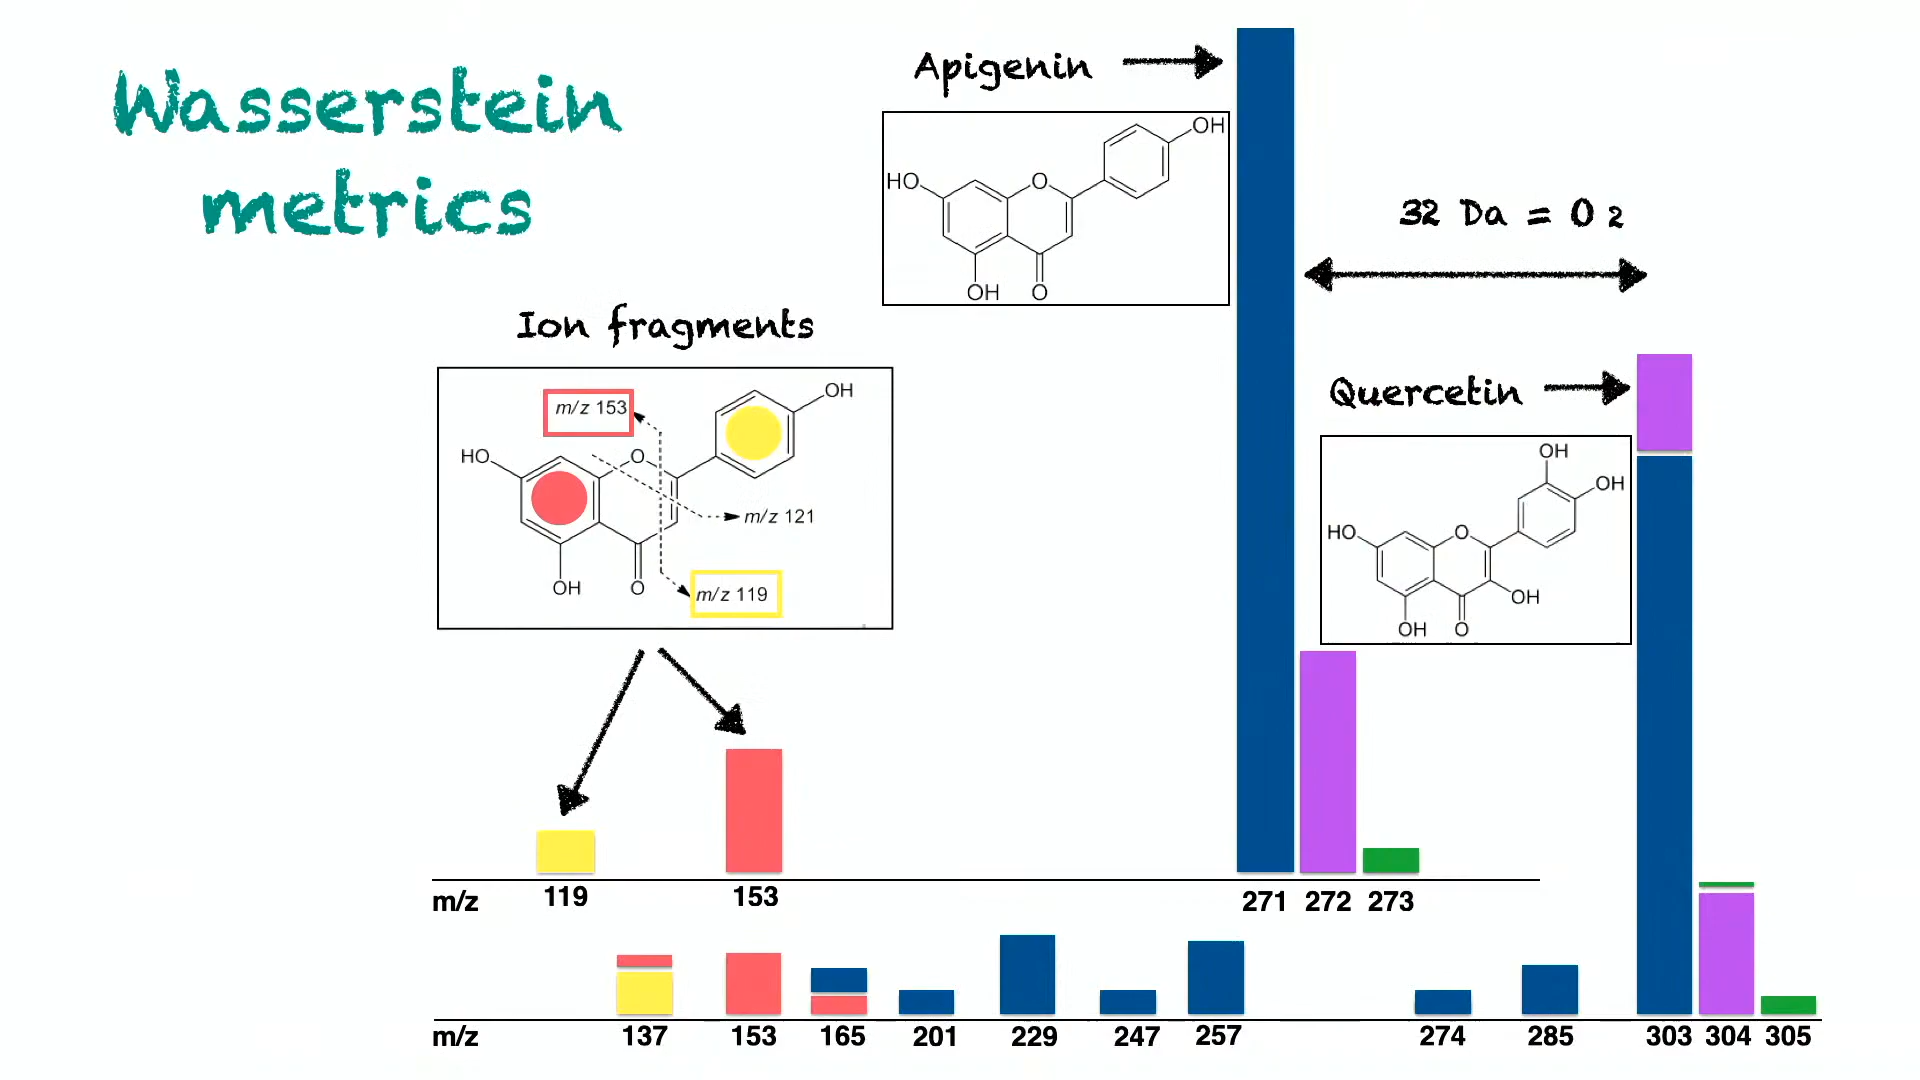 Wasserstein
metrics
Apigenin
OH
HO
O
OH
O
32 Da = O 2
Ion fragments
m/z 153
OH
HO
O
m/z 121
OH
O
m/z 119
Quercetin
OH
OH
HO
O
OH
OH
O
m/z 119 153 271 272 273
m/z 137 153 165 201 229 247 257 274 285 303 304 305